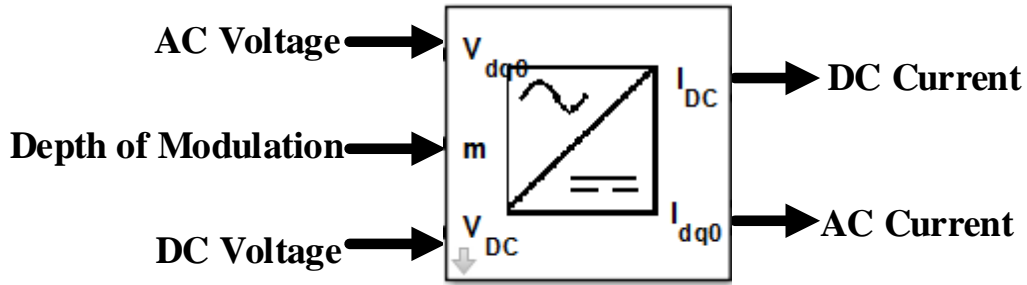 AC Voltage
Depth of Modulation
DC Voltage
V dq0
m
V DC
I DC
I dq0
DC Current
AC Current